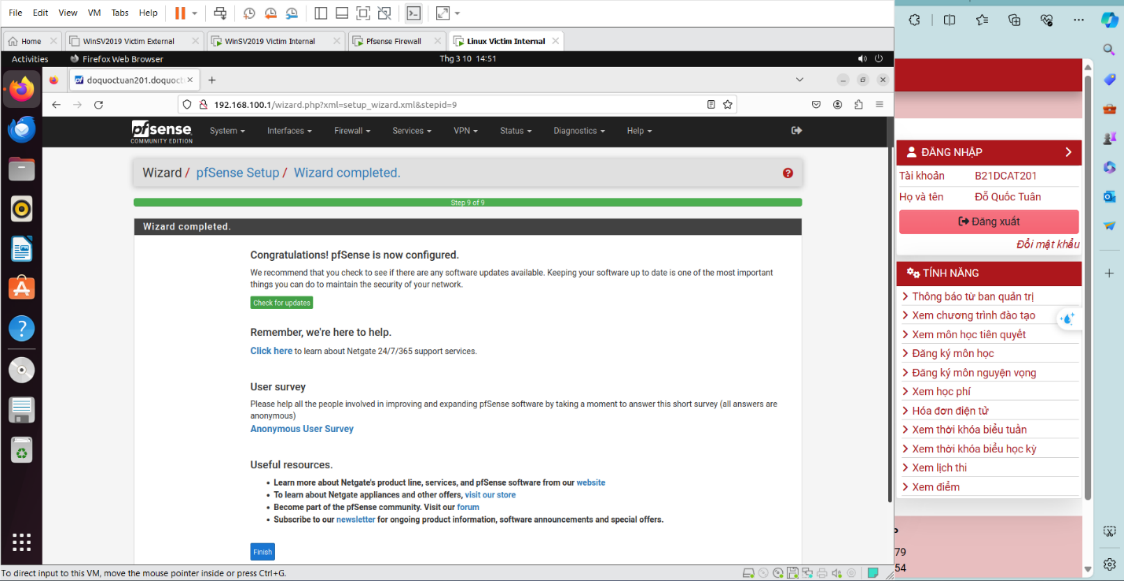 File Edit View VM Tabs Help
Home WinSV2019 Victim External WinSV2019 Victim Internal Pfsense Firewall Linux Victim Internal
Activities Firefox Web Browser Thg 3 10 14:51
doquoctuan201.doquoct
192.168.100.1/wizard.php?xml=setup_wizard.xml&stepid=9
pfsense
COMMUNITY EDITION
System Interfaces Firewall Services VPN Status Diagnostics Help
Wizard / pfSense Setup / Wizard completed.
Step 9 of 9
Wizard completed.
Congratulations! pfSense is now configured.
We recommend that you check to see if there are any software updates available. Keeping your software up to date is one of the most important
things you can do to maintain the security of your network.
Check for updates
Remember, we're here to help.
Click here to learn about Netgate 24/7/365 support services.
User survey
Please help all the people involved in improving and expanding pfSense software by taking a moment to answer this short survey (all answers are
anonymous)
Anonymous User Survey
Useful resources.
• Learn more about Netgate's product line, services, and pfSense software from our website
• To learn about Netgate appliances and other offers, visit our store
• Become part of the pfSense community. Visit our forum
• Subscribe to our newsletter for ongoing product information, software announcements and special offers.
Finish
To direct input to this VM, move the mouse pointer inside or press Ctrl+G.
ĐĂNG NHẬP
Tài khoản B21DCAT201
Họ và tên Đỗ Quốc Tuân
Đăng xuất
Đổi mật khẩu
TÍNH NĂNG
Thông báo từ ban quản trị
Xem chương trình đào tạo
Xem môn học tiên quyết
Đăng ký môn học
Đăng ký môn nguyện vọng
Xem học phí
Hóa đơn điện tử
Xem thời khóa biểu tuần
Xem thời khóa biểu học kỳ
Xem lịch thi
Xem điểm
79
54